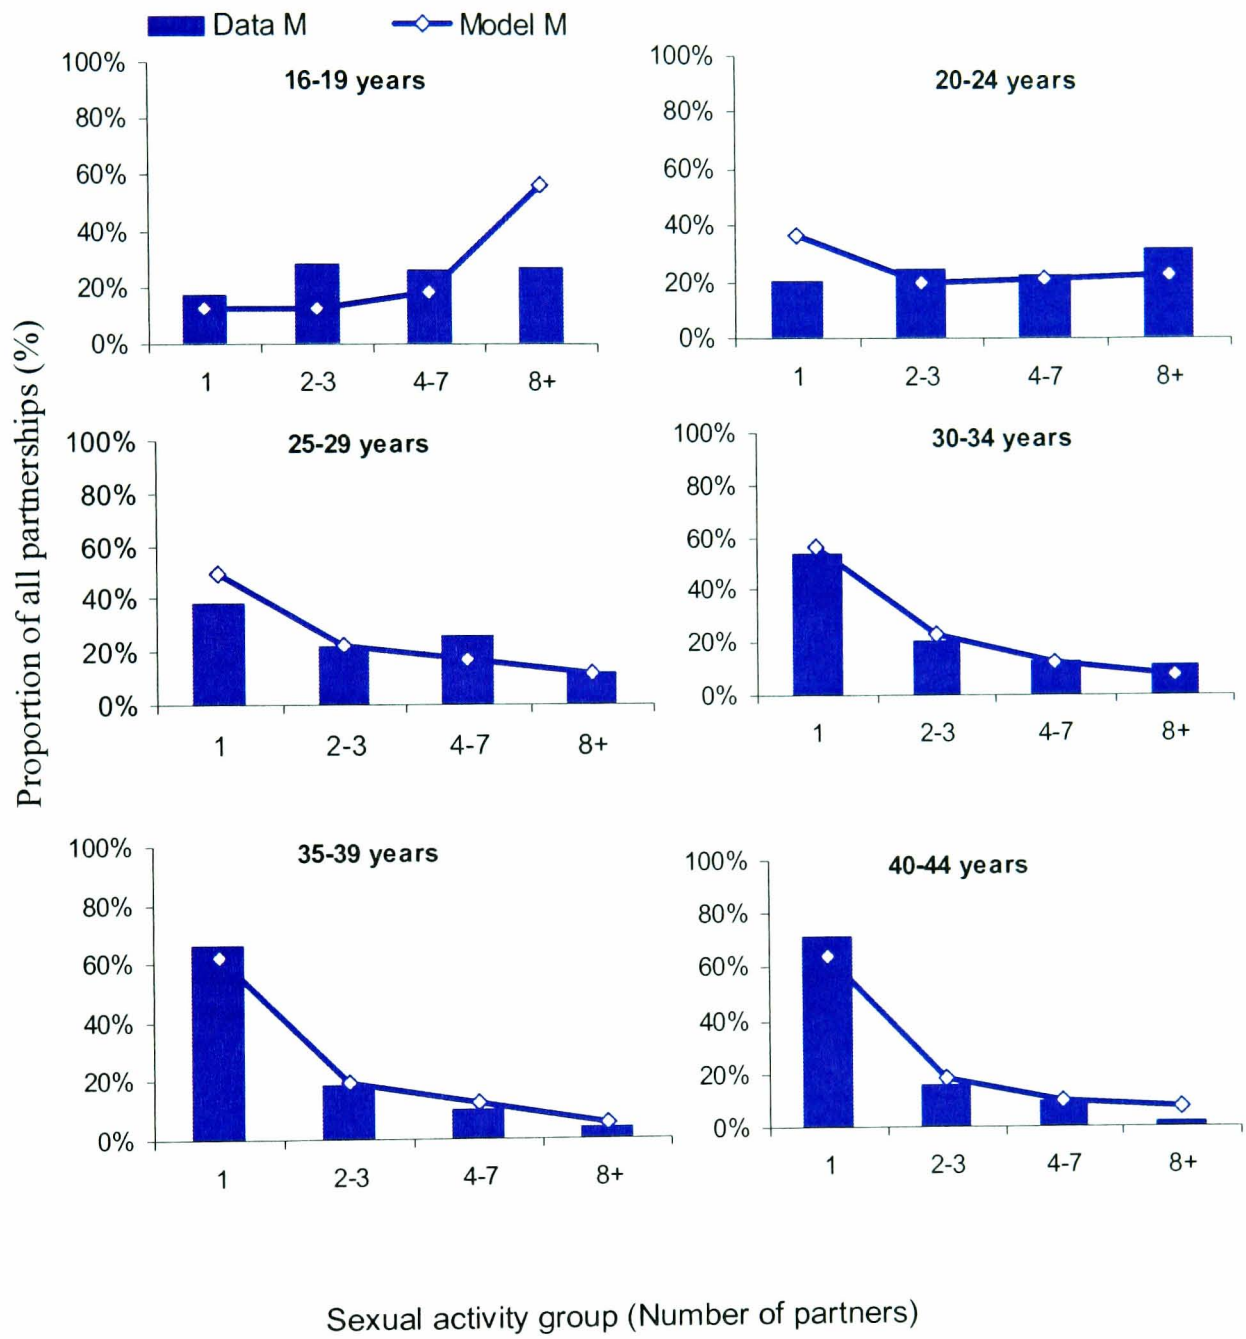 Data M Model M
16-19 years
100%
80%
60%
40%
20%
0%
1 2-3 4-7 8+
20-24 years
100%
80%
60%
40%
20%
0%
1 2-3 4-7 8+
25-29 years
100%
80%
60%
40%
20%
0%
1 2-3 4-7 8+
30-34 years
100%
80%
60%
40%
20%
0%
1 2-3 4-7 8+
35-39 years
100%
80%
60%
40%
20%
0%
1 2-3 4-7 8+
40-44 years
100%
80%
60%
40%
20%
0%
1 2-3 4-7 8+
Proportion of all partnerships (%)
Sexual activity group (Number of partners)